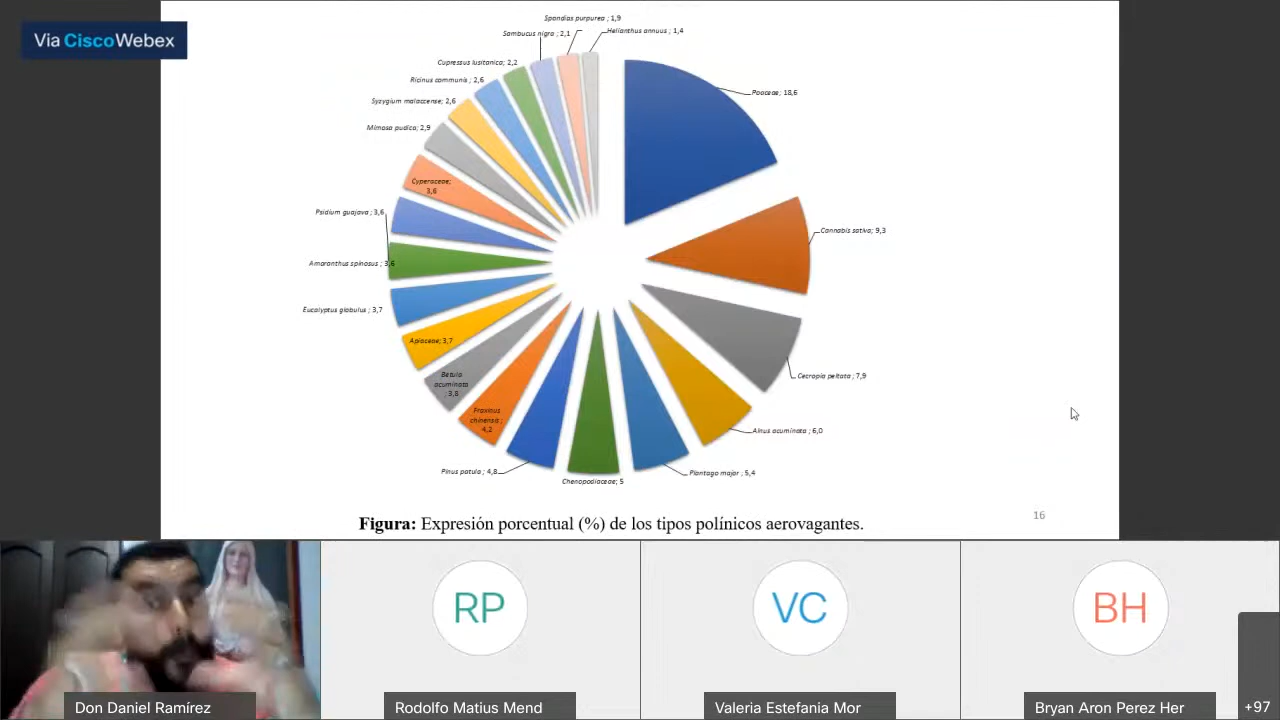 Via CiscoWebex
Spondias purpurea ; 1,9
Sambucus nigra ; 2,1
Helianthus annuus ; 1,4
Cupressus lusitanica; 2,2
Ricinus communis ; 2,6
Syzygium malaccense; 2,6
Mimosa pudica; 2,9
Cyperaceae;
3,6
Psidium guajava ; 3,6
Amaranthus spinosus ; 3,6
Eucalyptus globulus ; 3,7
Apiaceae; 3,7
Betula
acuminata
; 3,8
Fraxinus
chinensis ;
4,2
Pinus patula ; 4,8
Chenopodiaceae; 5
Plantago major ; 5,4
Alnus acuminata ; 6,0
Cecropia peltata ; 7,9
Cannabis sativa; 9,3
Poaceae; 18,6
Figura: Expresión porcentual (%) de los tipos polínicos aerovagantes.
16
RP
VC
BH
Don Daniel Ramírez
Rodolfo Matius Mend
Valeria Estefania Mor
Bryan Aron Perez Her
+97